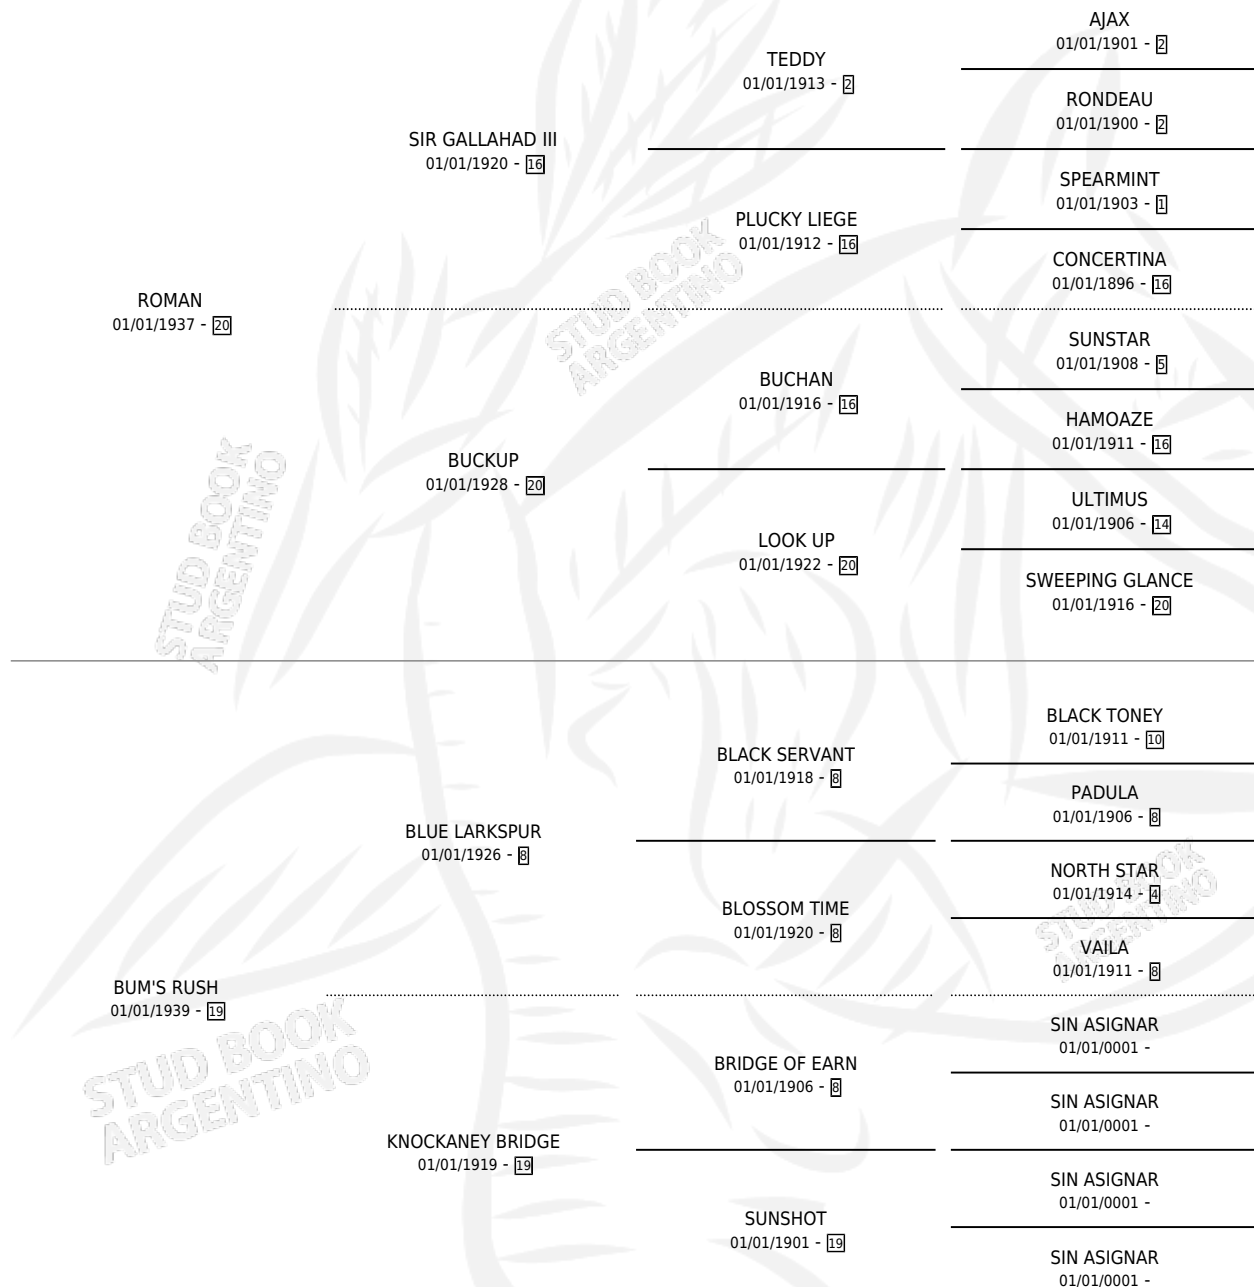 AJAX
01/01/1901 - 2
TEDDY
01/01/1913 - 2
RONDEAU
01/01/1900 - 2
SIR GALLAHAD III
01/01/1920 - 16
SPEARMINT
01/01/1903 - 1
PLUCKY LIEGE
01/01/1912 - 16
CONCERTINA
01/01/1896 - 16
ROMAN
01/01/1937 - 20
SUNSTAR
01/01/1908 - 5
BUCHAN
01/01/1916 - 16
HAMOAZE
01/01/1911 - 16
BUCKUP
01/01/1928 - 20
ULTIMUS
01/01/1906 - 14
LOOK UP
01/01/1922 - 20
SWEEPING GLANCE
01/01/1916 - 20
BLACK TONEY
01/01/1911 - 10
BLACK SERVANT
01/01/1918 - 8
PADULA
01/01/1906 - 8
BLUE LARKSPUR
01/01/1926 - 8
NORTH STAR
01/01/1914 - 4
BLOSSOM TIME
01/01/1920 - 8
VAILA
01/01/1911 - 8
BUM'S RUSH
01/01/1939 - 19
SIN ASIGNAR
01/01/0001 -
BRIDGE OF EARN
01/01/1906 - 8
SIN ASIGNAR
01/01/0001 -
KNOCKANEY BRIDGE
01/01/1919 - 19
SIN ASIGNAR
01/01/0001 -
SUNSHOT
01/01/1901 - 19
SIN ASIGNAR
01/01/0001 -
STUD BOOK
ARGENTINO
STUD BOOK
ARGENTINO
STUD BOOK
ARGENTINO
STUD BOOK
ARGENTINO